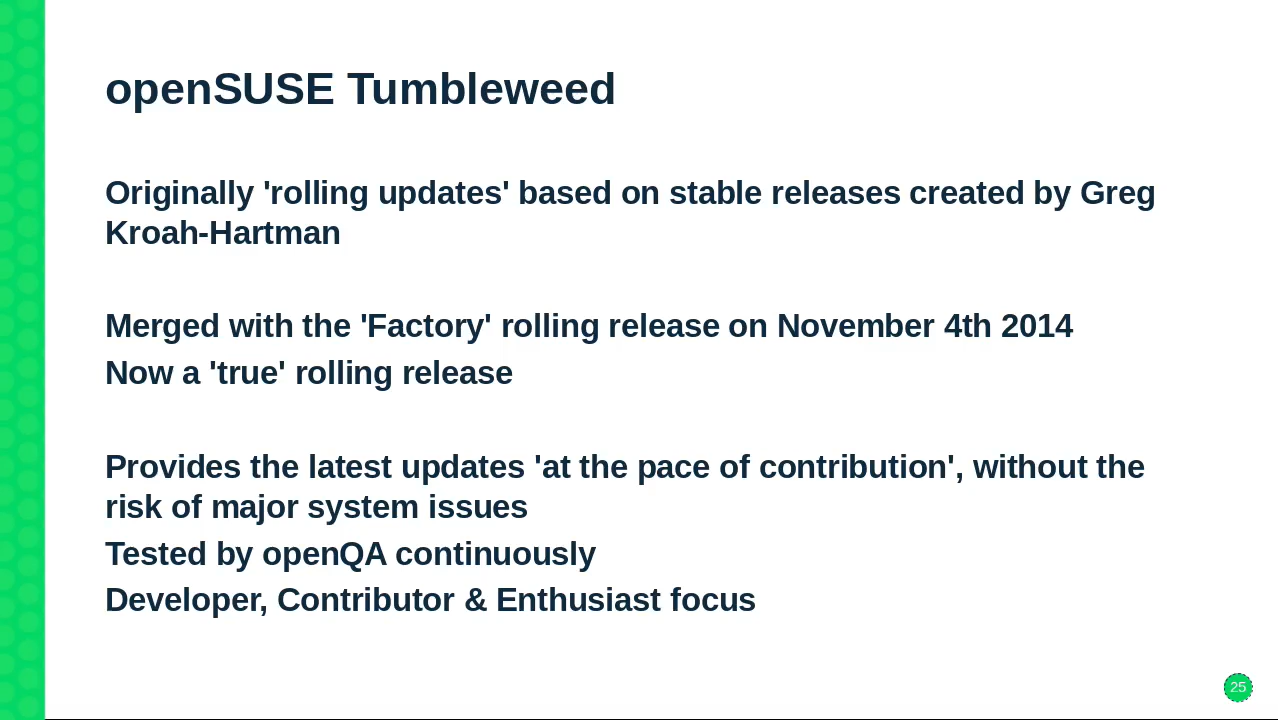 openSUSE Tumbleweed
Originally 'rolling updates' based on stable releases created by Greg
Kroah-Hartman
Merged with the 'Factory' rolling release on November 4th 2014
Now a 'true' rolling release
Provides the latest updates 'at the pace of contribution', without the
risk of major system issues
Tested by openQA continuously
Developer, Contributor & Enthusiast focus
25